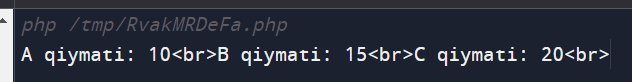 php /tmp/RvakMRDeFa.php
A qiymati: 10<br>B qiymati: 15<br>C qiymati: 20<br>